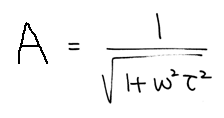 A = 1/√(1+ω²τ²)